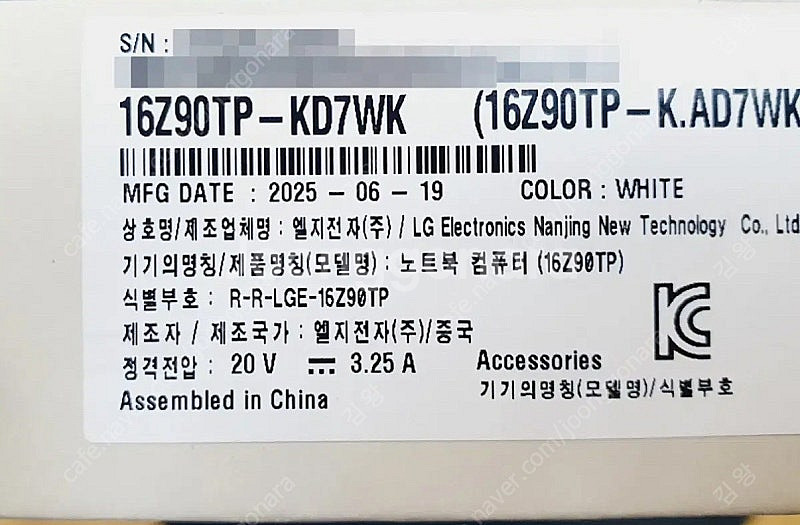 S/N :
16Z90TP-KD7WK (16Z90TP-K.AD7WK
MFG DATE : 2025 - 06 - 19 COLOR : WHITE
상호명/제조업체명 : 엘지전자(주) / LG Electronics Nanjing New Technology Co., Ltd
기기의명칭/제품명칭(모델명) : 노트북 컴퓨터 (16Z90TP)
식별부호 : R-R-LGE-16Z90TP
제조자 / 제조국가 : 엘지전자(주)/중국
정격전압 : 20 V ⎓ 3.25 A Accessories
기기의명칭(모델명)/식별부호
Assembled in China